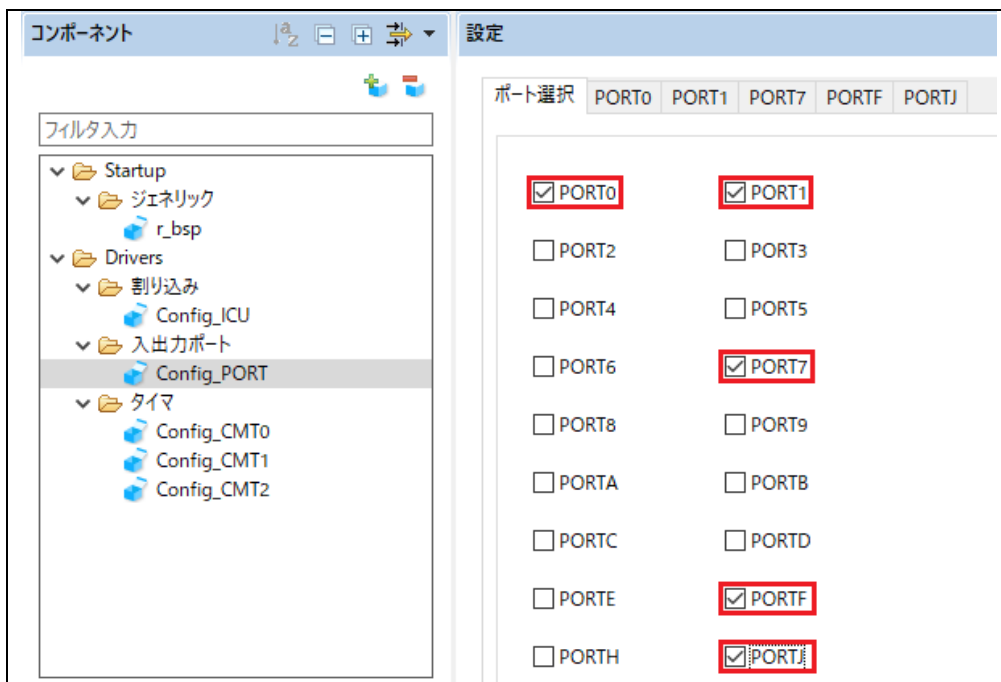 コンポーネント
フィルタ入力
Startup
ジェネリック
r_bsp
Drivers
割り込み
Config_ICU
入出力ポート
Config_PORT
タイマ
Config_CMT0
Config_CMT1
Config_CMT2
設定
ポート選択 PORT0 PORT1 PORT7 PORTF PORTJ
PORT0 PORT1
PORT2 PORT3
PORT4 PORT5
PORT6 PORT7
PORT8 PORT9
PORTA PORTB
PORTC PORTD
PORTE PORTF
PORTH PORTJ